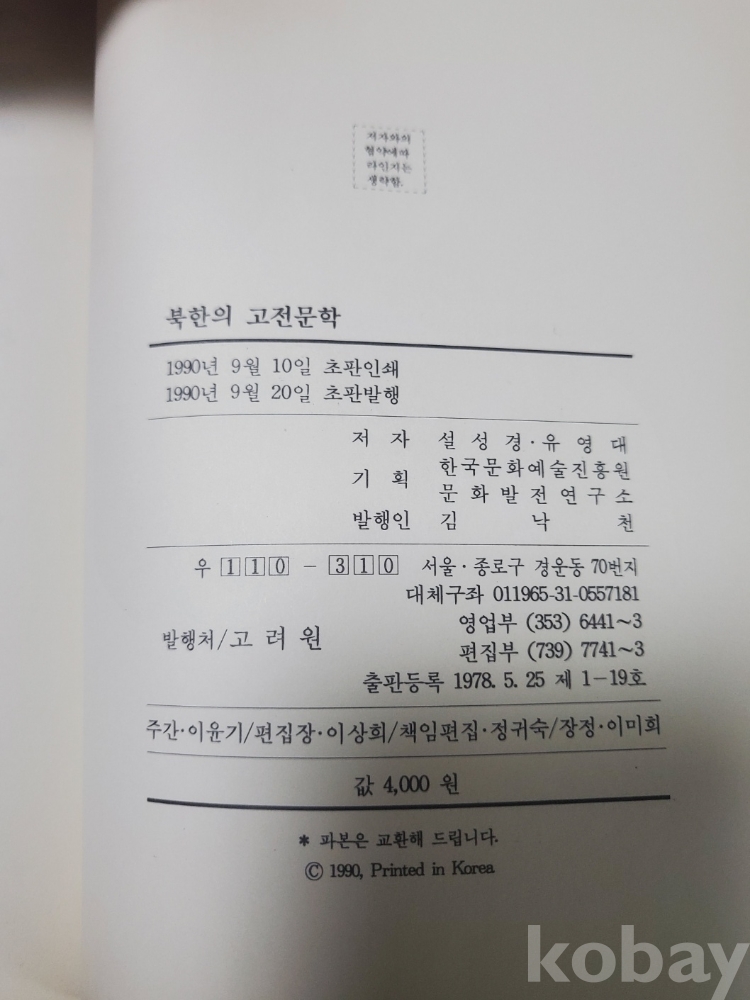 저자와의
협약에따
라인지는
생략함.
북한의 고전문학
1990년 9월 10일 초판인쇄
1990년 9월 20일 초판발행
저 자 설 성 경 · 유 영 대
기 획 한국문화예술진흥원
문 화 발 전 연 구 소
발행인 김 낙 천
우 110 - 310 서울 · 종로구 경운동 70번지
대체구좌 011965-31-0557181
영업부 (353) 6441~3
발행처/고 려 원
편집부 (739) 7741~3
출판등록 1978. 5. 25 제 1-19호
주간·이윤기/편집장·이상희/책임편집·정귀숙/장정·이미희
값 4,000 원
* 파본은 교환해 드립니다.
© 1990, Printed in Korea
kobay